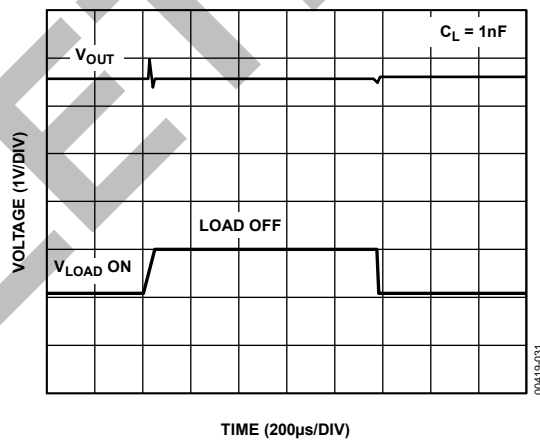 C_L = 1nF
V_OUT
VOLTAGE (1V/DIV)
LOAD OFF
V_LOAD ON
00419-031
TIME (200µs/DIV)